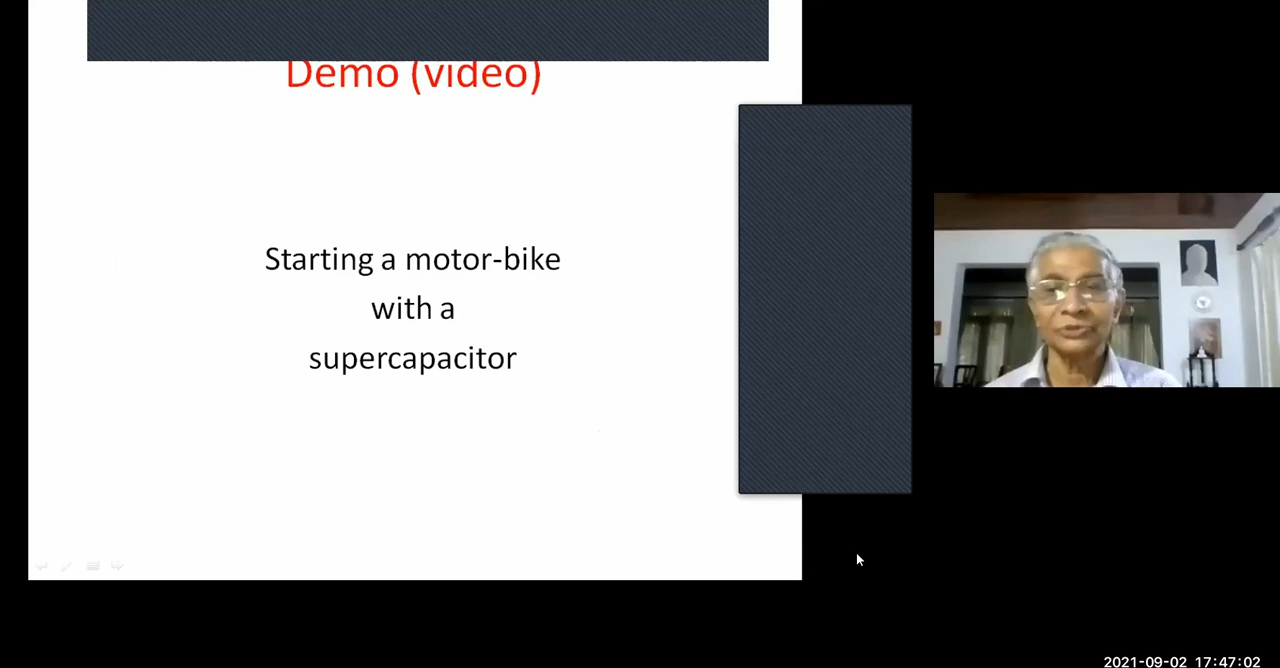 Demo (video)
Starting a motor-bike
with a
supercapacitor
2021-09-02 17:47:02